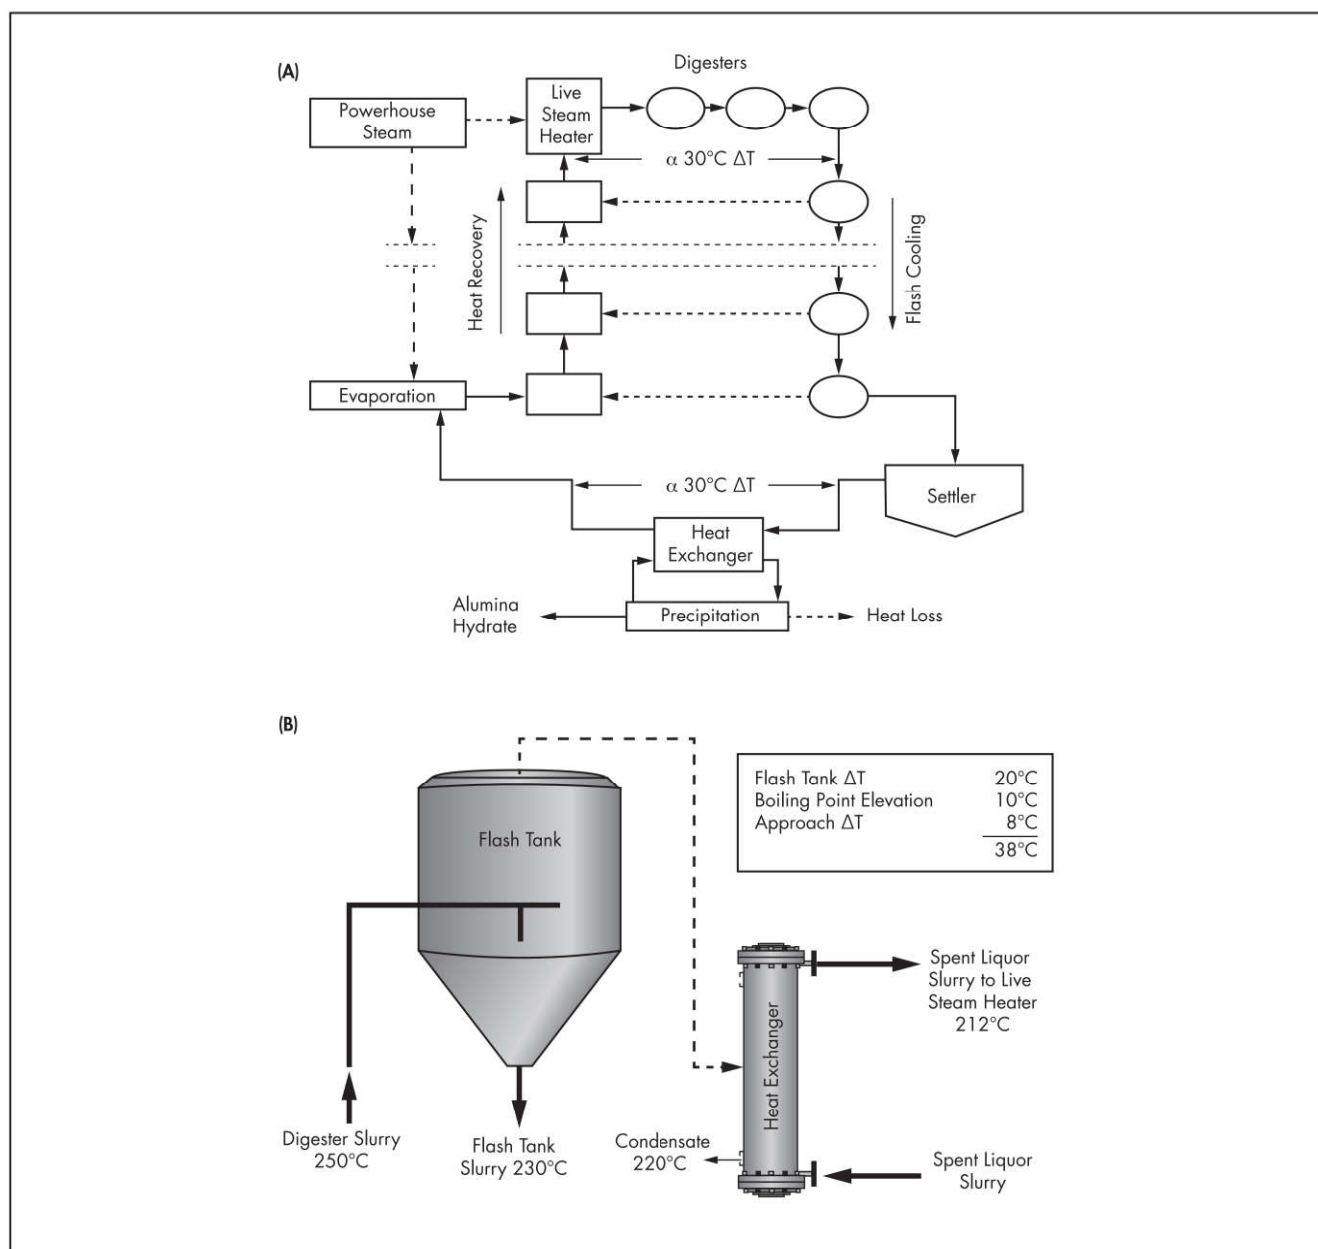 (A)
Digesters
Powerhouse
Steam
Live
Steam
Heater
α 30°C ΔT
Heat Recovery
Flash Cooling
Evaporation
α 30°C ΔT
Settler
Heat
Exchanger
Alumina
Hydrate
Precipitation
Heat Loss
(B)
Flash Tank
Flash Tank ΔT 20°C
Boiling Point Elevation 10°C
Approach ΔT 8°C
38°C
Heat Exchanger
Spent Liquor
Slurry to Live
Steam Heater
212°C
Digester Slurry
250°C
Flash Tank
Slurry 230°C
Condensate
220°C
Spent Liquor
Slurry